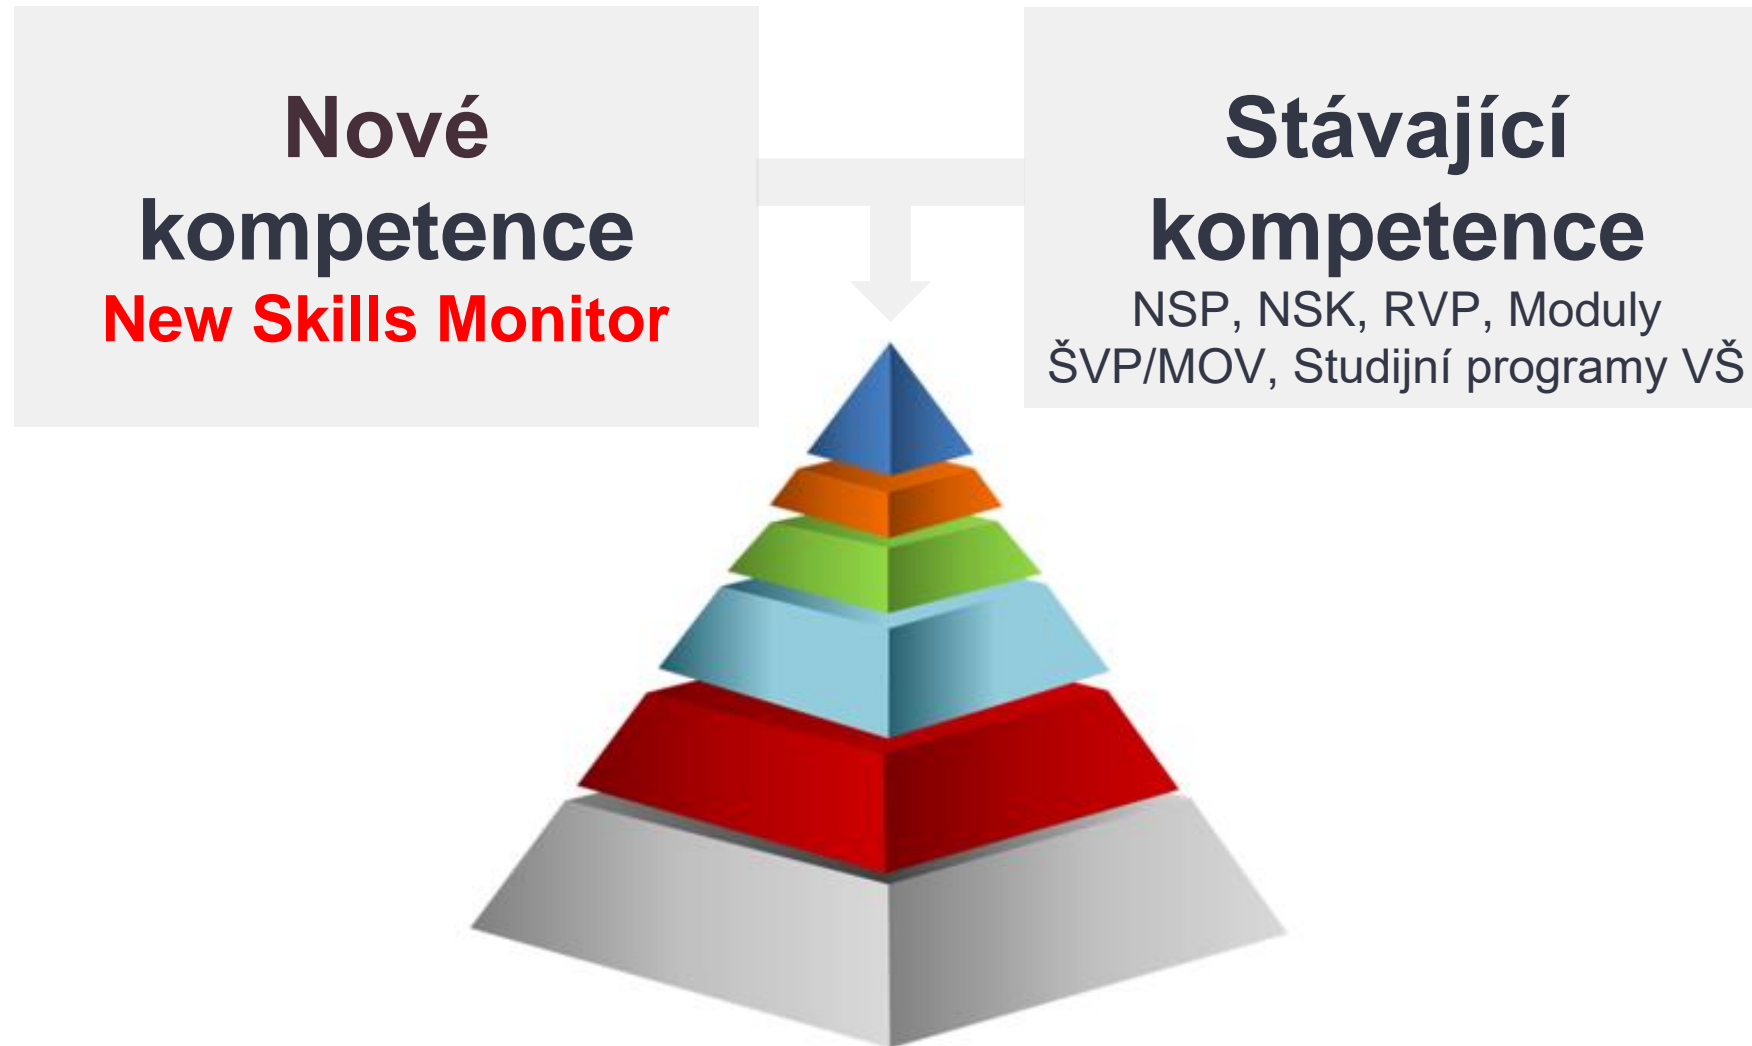 Nové
kompetence
New Skills Monitor
Stávající
kompetence
NSP, NSK, RVP, Moduly
ŠVP/MOV, Studijní programy VŠ